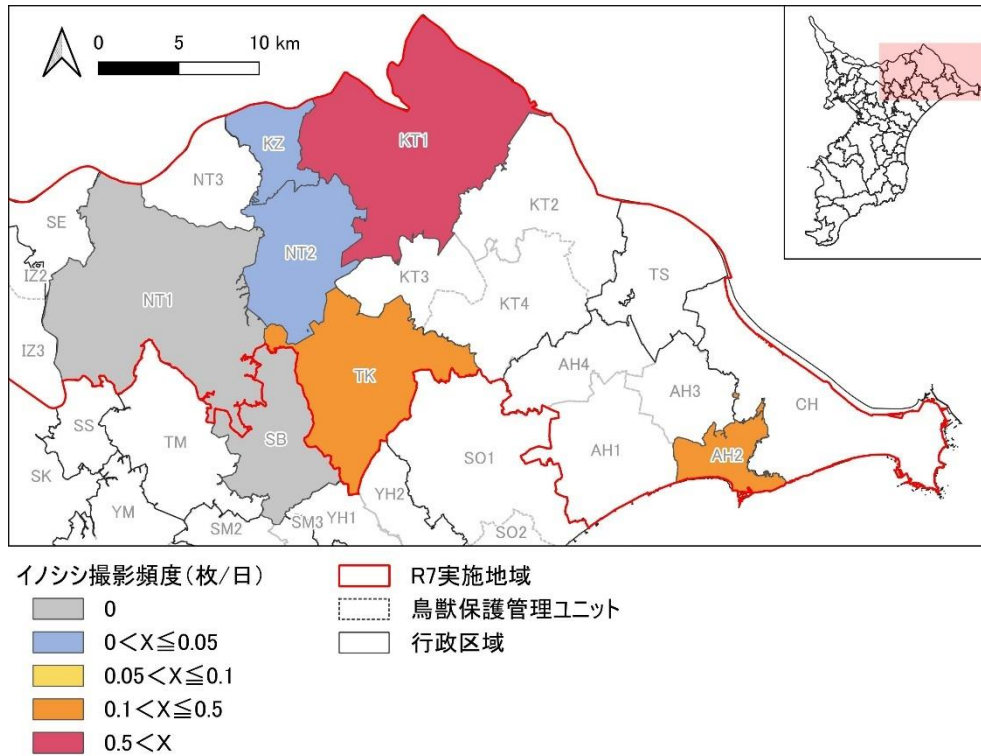 0 5 10 km
KZ
KT1
NT3
SE
KT2
IZ2
NT2
KT3
TS
NT1
KT4
IZ3
TK
AH4
AH3
CH
SS
TM
SB
AH1
AH2
SO1
SK
YM
YH2
SM2
SM3
YH1
SO2
イノシシ撮影頻度(枚/日)
0
0<X≦0.05
0.05<X≦0.1
0.1<X≦0.5
0.5<X
R7実施地域
鳥獣保護管理ユニット
行政区域